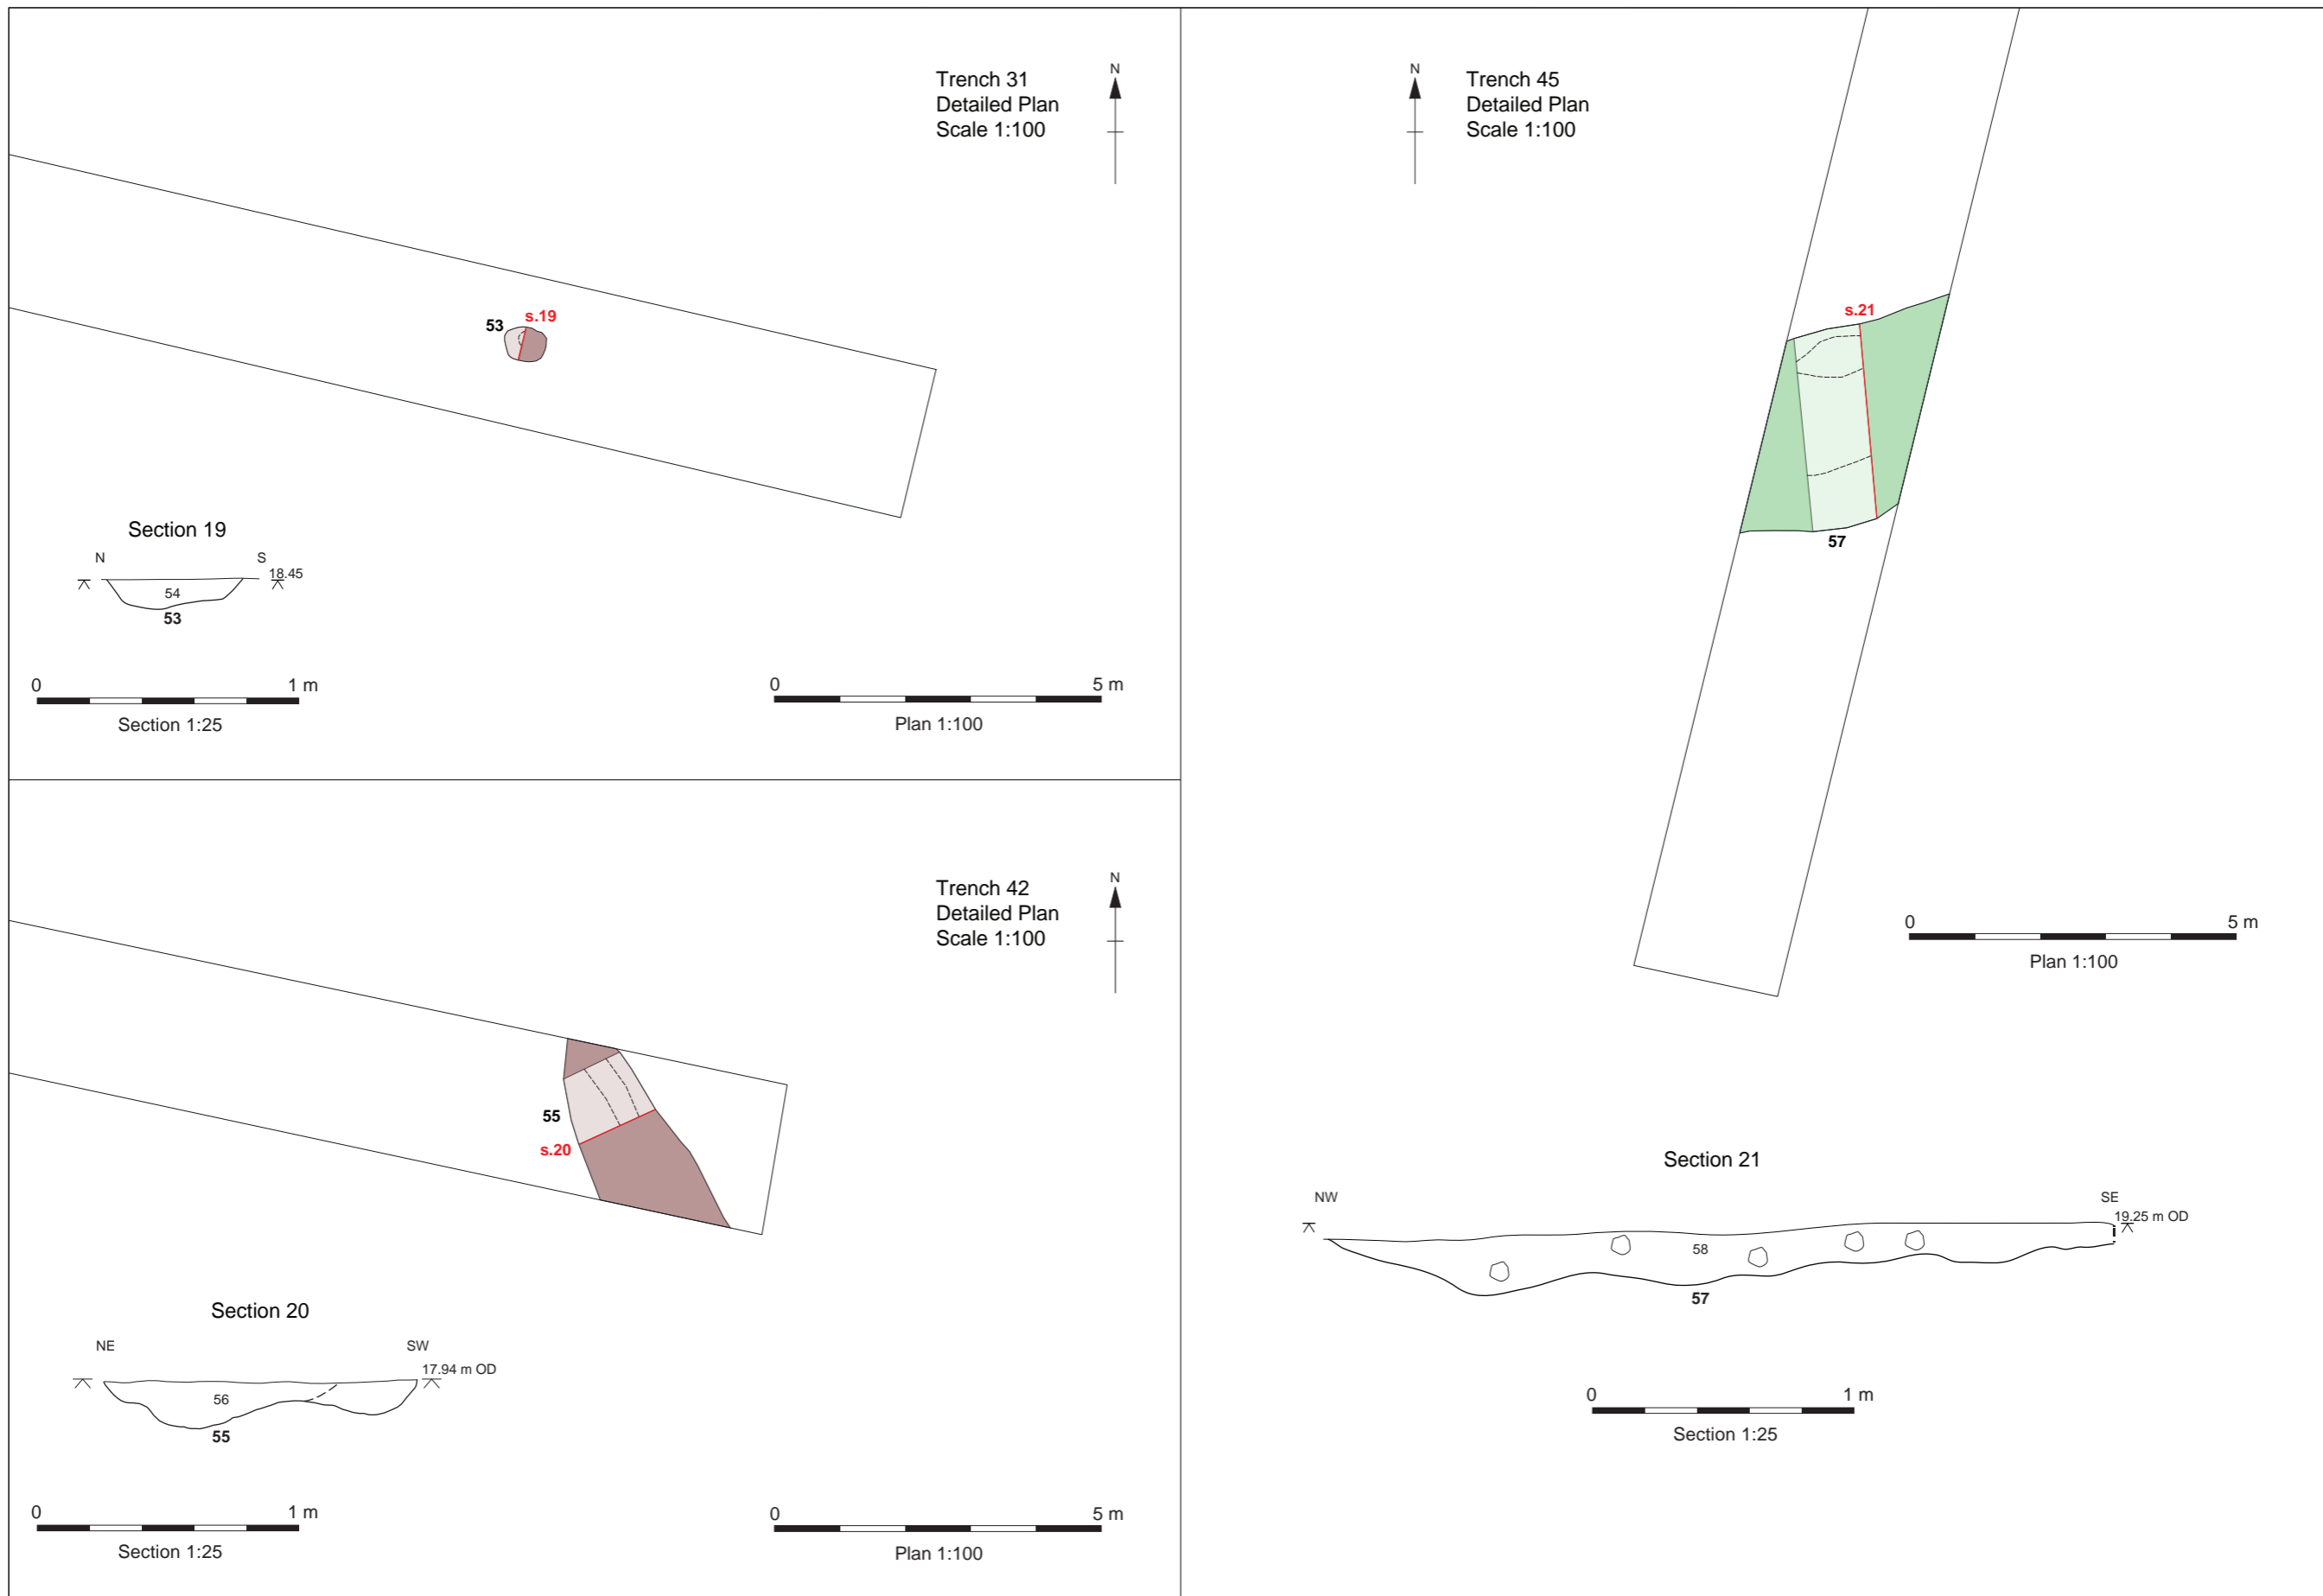 Trench 31
Detailed Plan
Scale 1:100
N
53
s.19
Section 19
N
S
18.45
54
53
0
1 m
Section 1:25
0
5 m
Plan 1:100
Trench 42
Detailed Plan
Scale 1:100
N
55
s.20
Section 20
NE
SW
17.94 m OD
56
55
0
1 m
Section 1:25
0
5 m
Plan 1:100
N
Trench 45
Detailed Plan
Scale 1:100
s.21
57
0
5 m
Plan 1:100
Section 21
NW
SE
19.25 m OD
58
57
0
1 m
Section 1:25